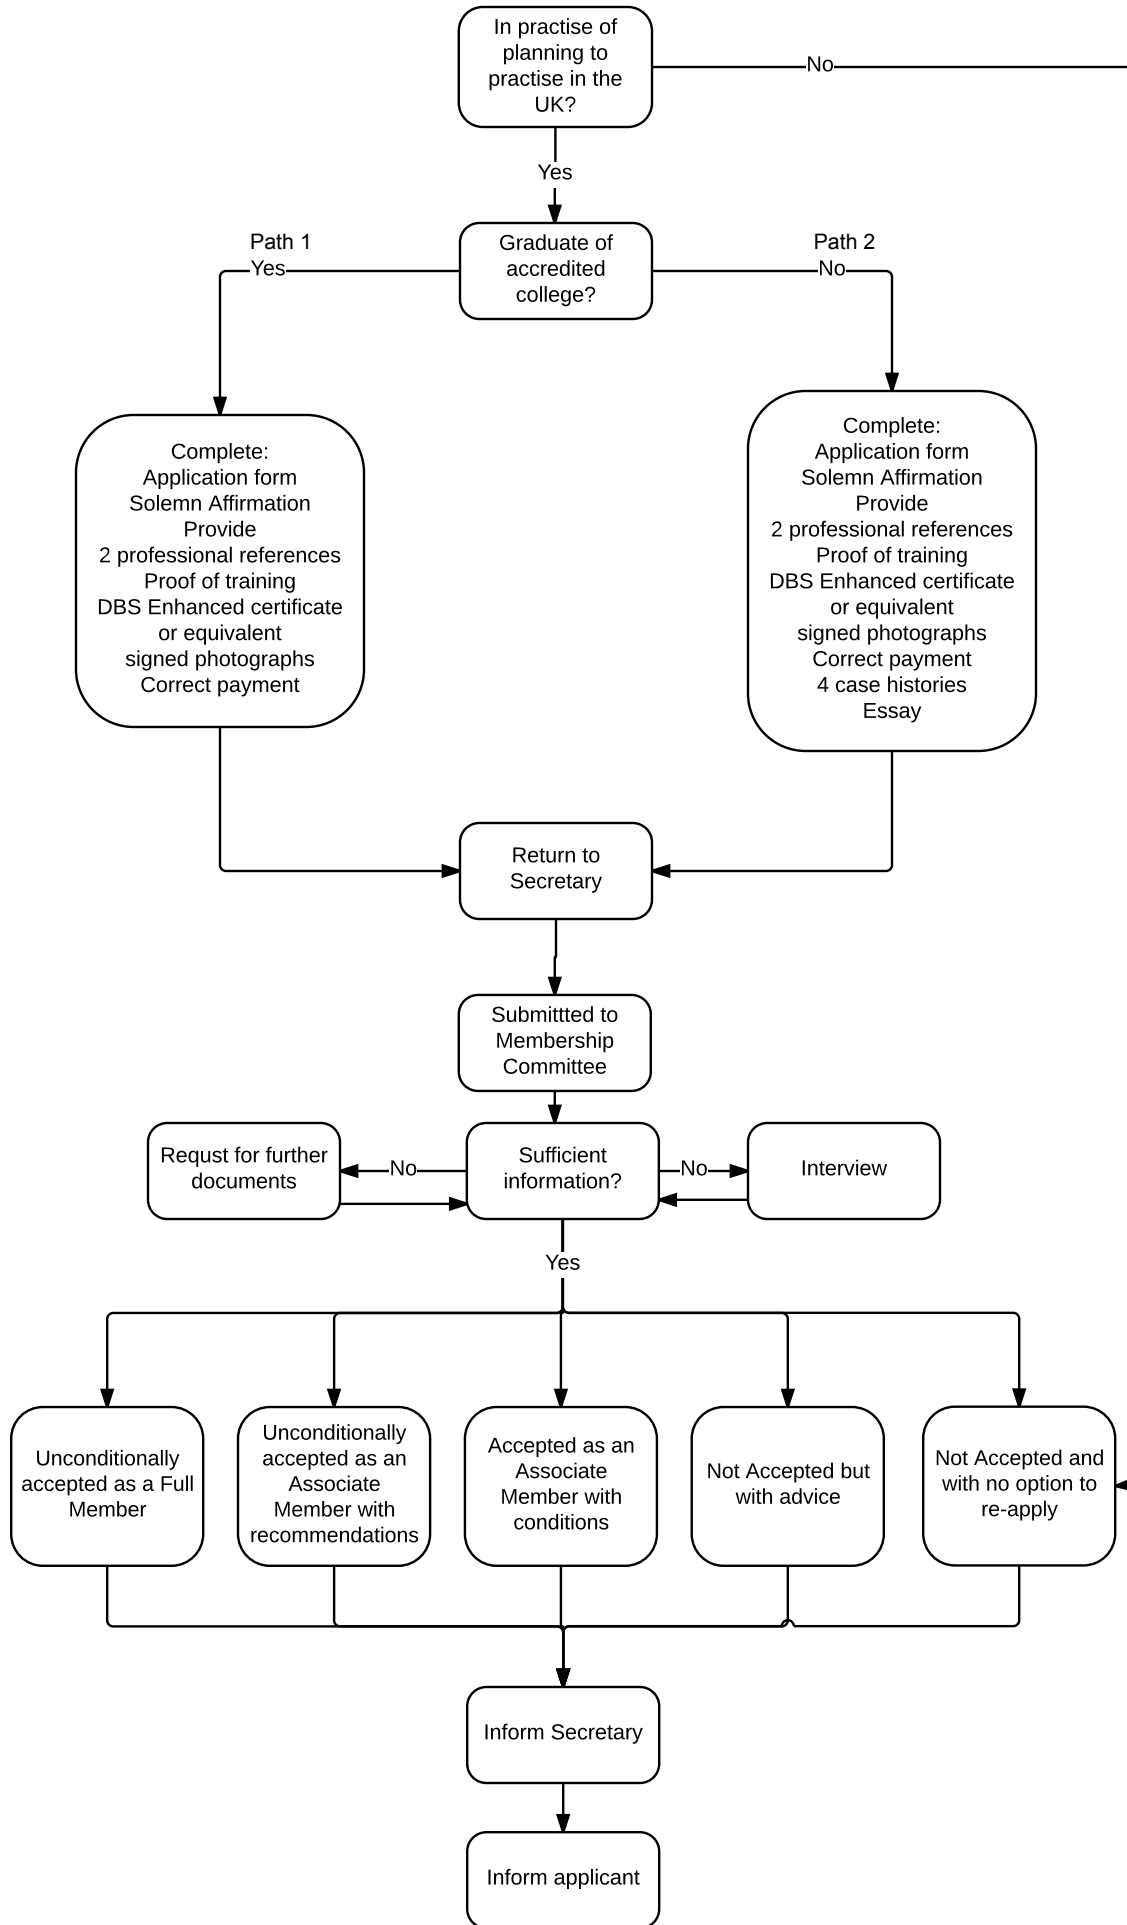 In practise of
planning to
practise in the
UK?
No
Yes
Graduate of
accredited
college?
Path 1
Yes
Path 2
No
Complete:
Application form
Solemn Affirmation
Provide
2 professional references
Proof of training
DBS Enhanced certificate
or equivalent
signed photographs
Correct payment
Complete:
Application form
Solemn Affirmation
Provide
2 professional references
Proof of training
DBS Enhanced certificate
or equivalent
signed photographs
Correct payment
4 case histories
Essay
Return to
Secretary
Submittted to
Membership
Committee
Requst for further
documents
No
Sufficient
information?
No
Interview
Yes
Unconditionally
accepted as a Full
Member
Unconditionally
accepted as an
Associate
Member with
recommendations
Accepted as an
Associate
Member with
conditions
Not Accepted but
with advice
Not Accepted and
with no option to
re-apply
Inform Secretary
Inform applicant